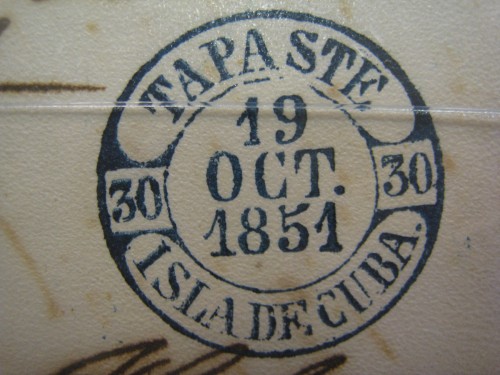 TAPASTE
19
OCT.
1851
30
30
ISLA DE CUBA.